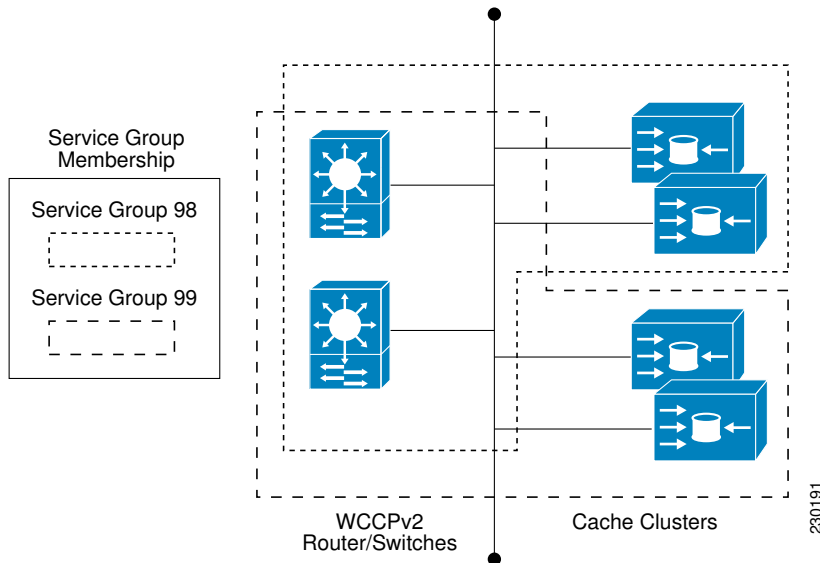 Service Group
Membership
Service Group 98
Service Group 99
WCCPv2
Router/Switches
Cache Clusters
230191